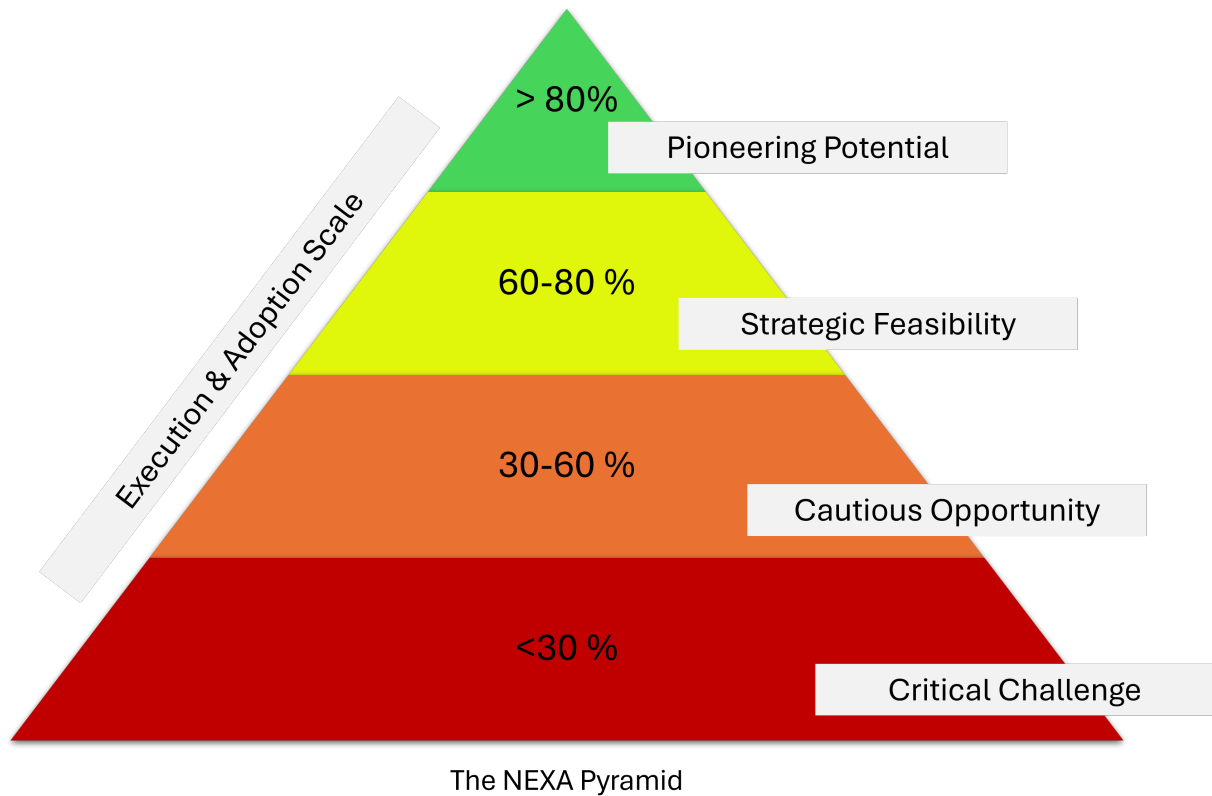 > 80%
Pioneering Potential
Execution & Adoption Scale
60-80 %
Strategic Feasibility
30-60 %
Cautious Opportunity
<30 %
Critical Challenge
The NEXA Pyramid